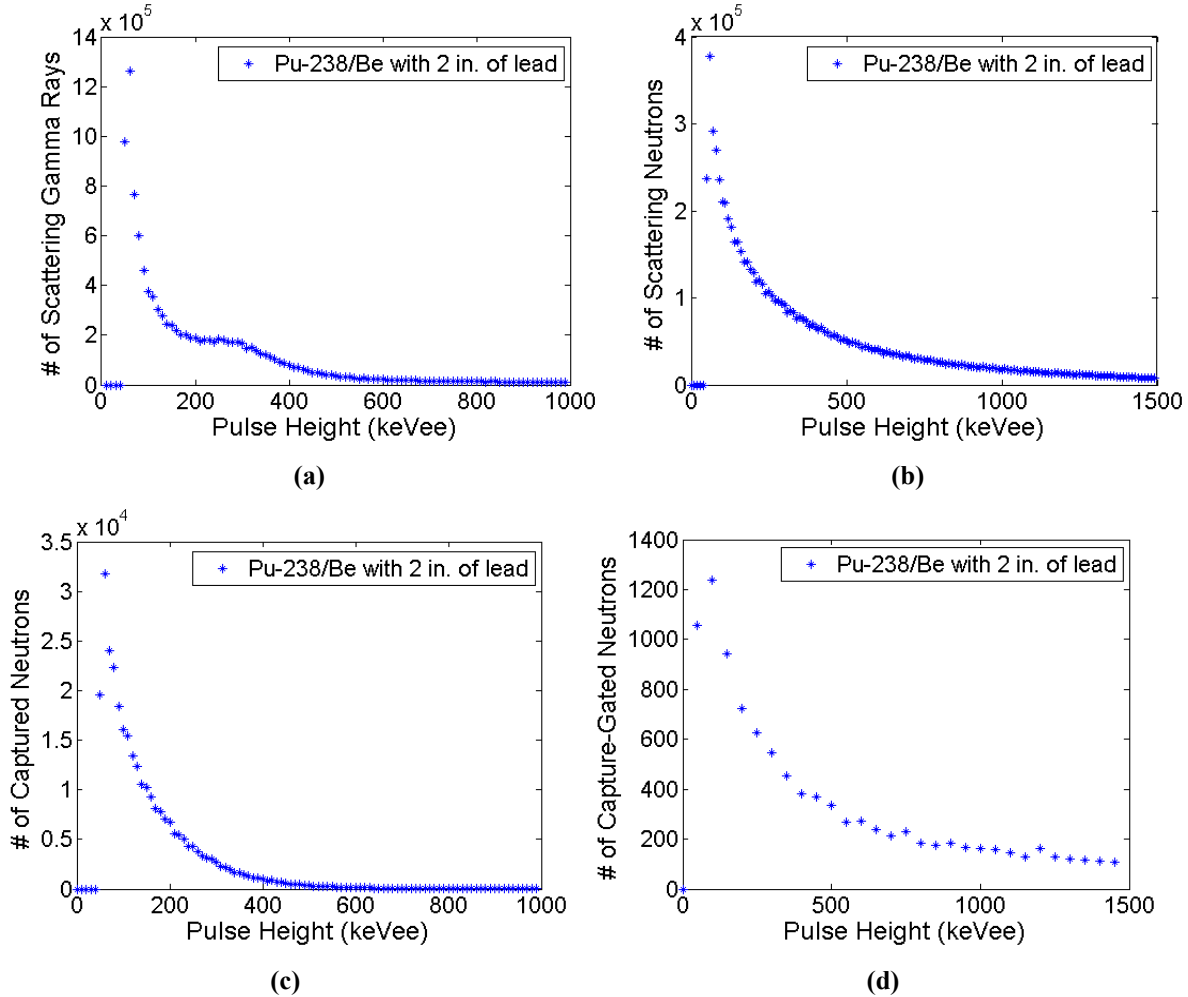 x 10^5
# of Scattering Gamma Rays
14
12
10
8
6
4
2
0
Pu-238/Be with 2 in. of lead
0 200 400 600 800 1000
Pulse Height (keVee)
(a)
x 10^5
# of Scattering Neutrons
4
3
2
1
0
Pu-238/Be with 2 in. of lead
0 500 1000 1500
Pulse Height (keVee)
(b)
x 10^4
# of Captured Neutrons
3.5
3
2.5
2
1.5
1
0.5
0
Pu-238/Be with 2 in. of lead
0 200 400 600 800 1000
Pulse Height (keVee)
(c)
# of Capture-Gated Neutrons
1400
1200
1000
800
600
400
200
0
Pu-238/Be with 2 in. of lead
0 500 1000 1500
Pulse Height (keVee)
(d)